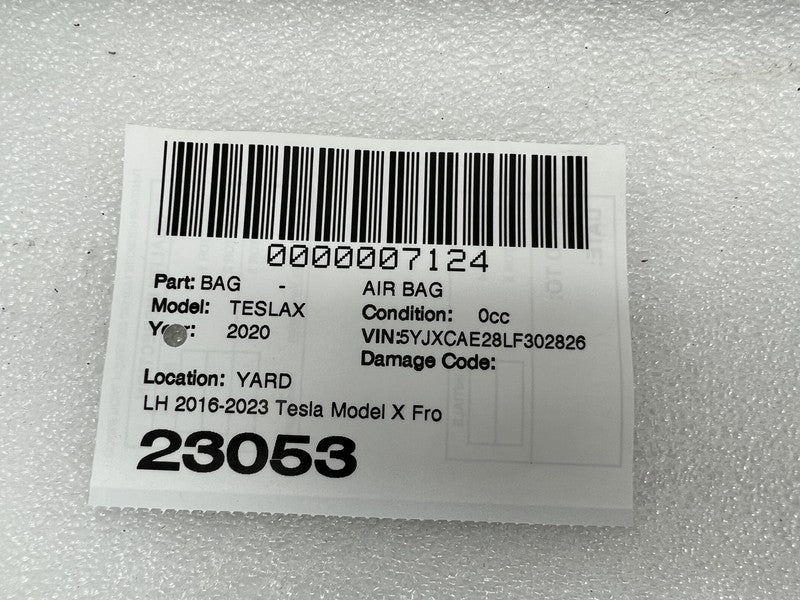 0000007124
Part: BAG - AIR BAG
Model: TESLAX Condition: 0cc
Year: 2020 VIN:5YJXCAE28LF302826
Damage Code:
Location: YARD
LH 2016-2023 Tesla Model X Fro
23053